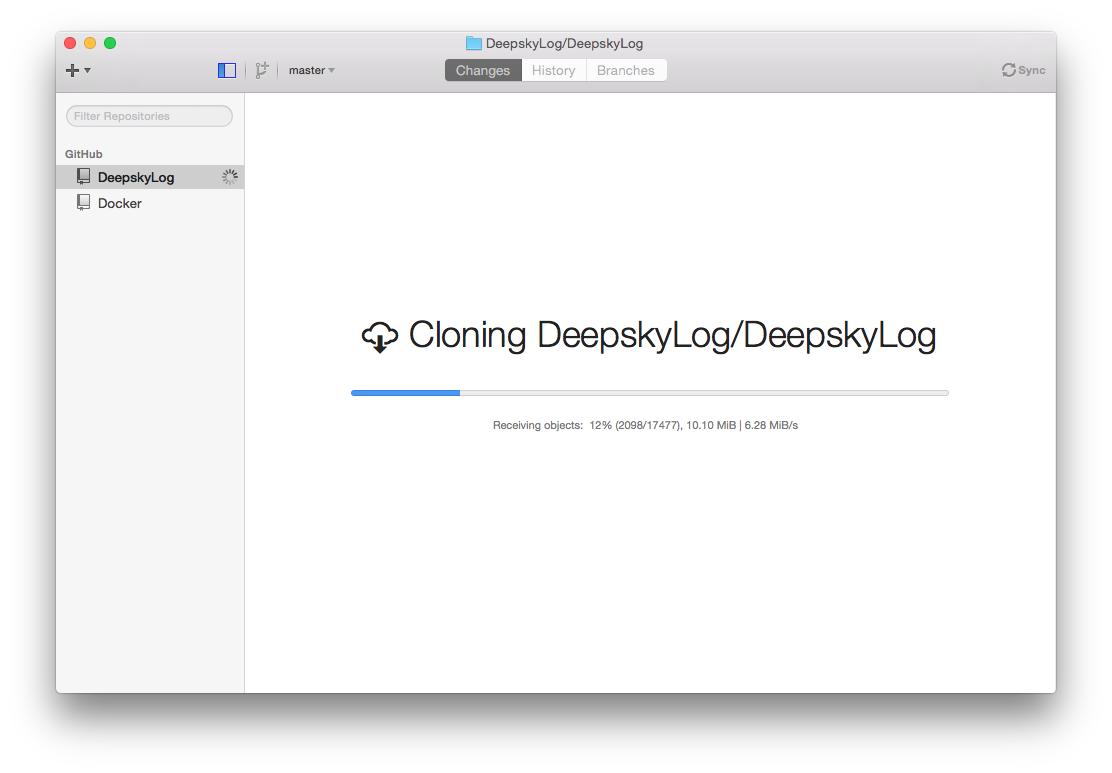 DeepskyLog/DeepskyLog
master
Changes
History
Branches
Sync
Filter Repositories
GitHub
DeepskyLog
Docker
Cloning DeepskyLog/DeepskyLog
Receiving objects: 12% (2098/17477), 10.10 MiB | 6.28 MiB/s